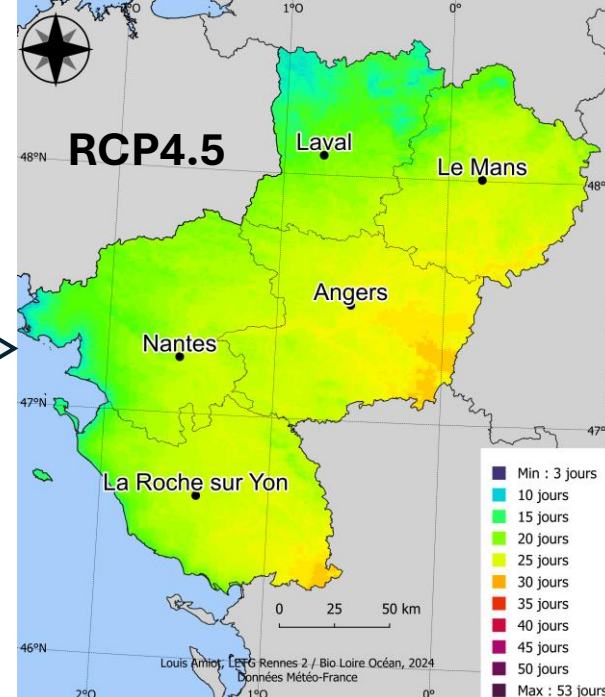 1°0
0°
RCP4.5
48°N
48°
Laval
Le Mans
Angers
Nantes
47°N
47°
La Roche sur Yon
Min : 3 jours
10 jours
15 jours
20 jours
25 jours
30 jours
35 jours
40 jours
45 jours
50 jours
Max : 53 jours
0 25 50 km
46°N
Louis Amiot, LETG Rennes 2 / Bio Loire Océan, 2024
Données Météo-France
2°0
1°0
0°